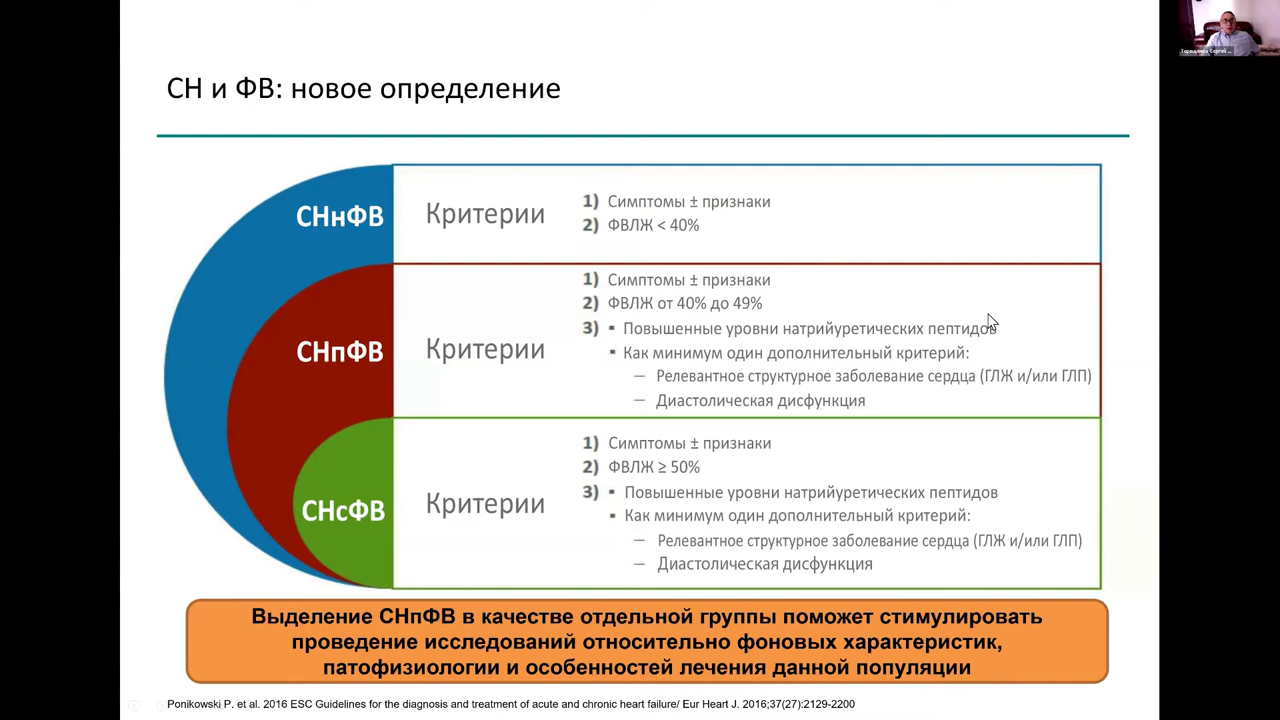 Терещенко Сергей ...
СН и ФВ: новое определение
СНнФВ
Критерии
1) Симптомы ± признаки
2) ФВЛЖ < 40%
СНпФВ
Критерии
1) Симптомы ± признаки
2) ФВЛЖ от 40% до 49%
3) ▪ Повышенные уровни натрийуретических пептидов
▪ Как минимум один дополнительный критерий:
– Релевантное структурное заболевание сердца (ГЛЖ и/или ГЛП)
– Диастолическая дисфункция
СНсФВ
Критерии
1) Симптомы ± признаки
2) ФВЛЖ ≥ 50%
3) ▪ Повышенные уровни натрийуретических пептидов
▪ Как минимум один дополнительный критерий:
– Релевантное структурное заболевание сердца (ГЛЖ и/или ГЛП)
– Диастолическая дисфункция
Выделение СНпФВ в качестве отдельной группы поможет стимулировать
проведение исследований относительно фоновых характеристик,
патофизиологии и особенностей лечения данной популяции
Ponikowski P. et al. 2016 ESC Guidelines for the diagnosis and treatment of acute and chronic heart failure/ Eur Heart J. 2016;37(27):2129-2200